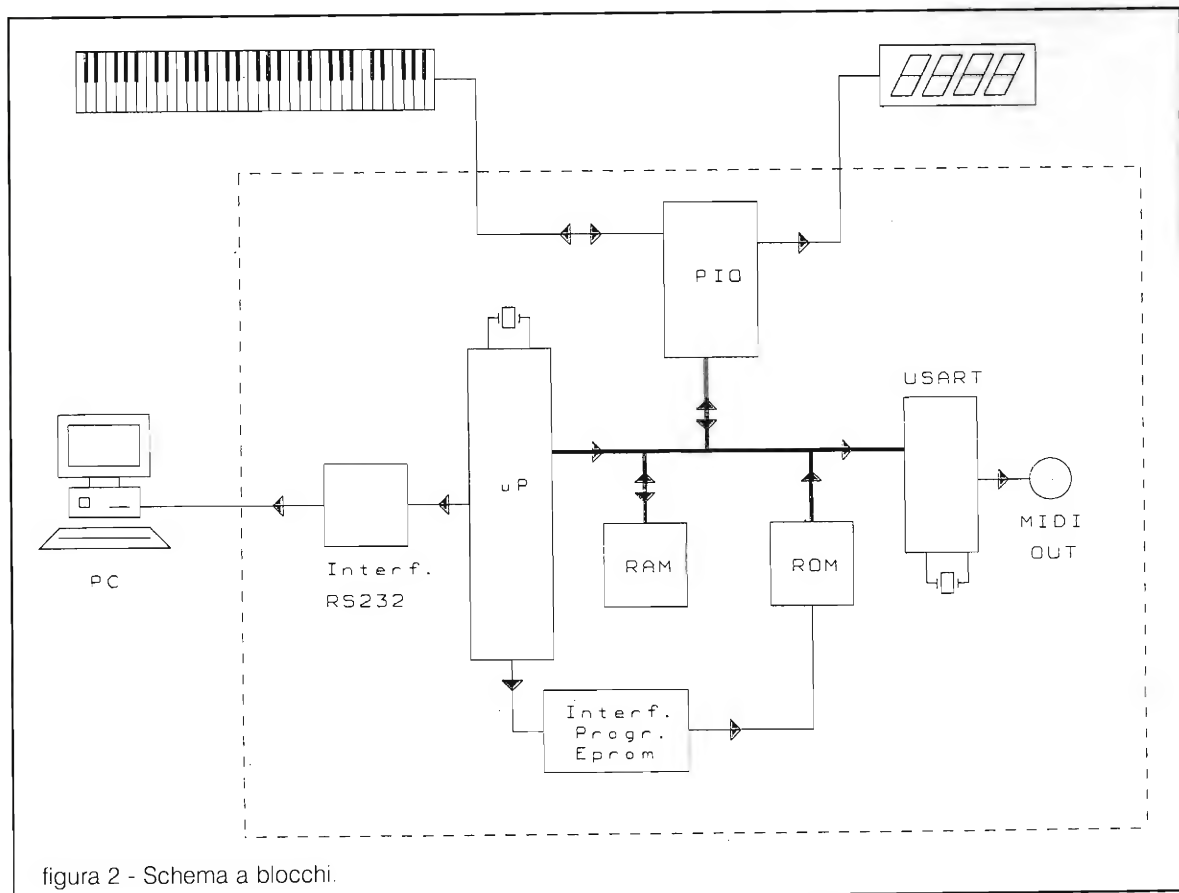 PIO
USART
uP
MIDI
OUT
RAM
ROM
Interf.
RS232
PC
Interf.
Progr.
Eprom
figura 2 - Schema a blocchi.